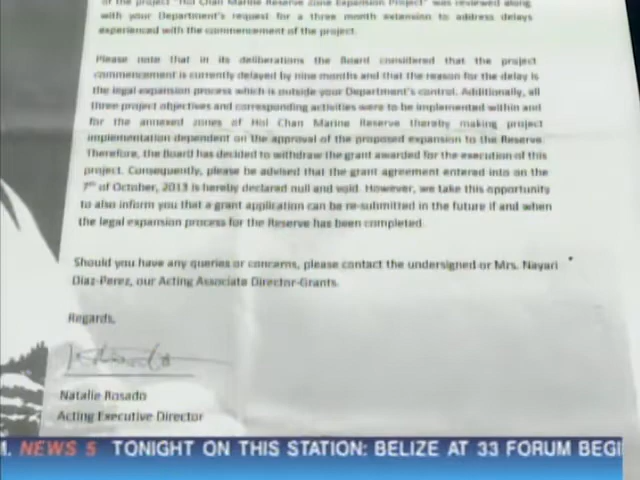 of the project "Hol Chan Marine Reserve Zone Expansion Project" was reviewed along
with your Department's request for a three month extension to address delays
experienced with the commencement of the project.
Please note that in its deliberations the Board considered that the project
commencement is currently delayed by nine months and that the reason for the delay is
the legal expansion process which is outside your Department's control. Additionally, all
three project objectives and corresponding activities were to be implemented within and
for the annexed zones of Hol Chan Marine Reserve thereby making project
implementation dependent on the approval of the proposed expansion to the Reserve.
Therefore, the Board has decided to withdraw the grant awarded for the execution of this
project. Consequently, please be advised that the grant agreement entered into on the
7th of October, 2013 is hereby declared null and void. However, we take this opportunity
to also inform you that a grant application can be re-submitted in the future if and when
the legal expansion process for the Reserve has been completed.
Should you have any queries or concerns, please contact the undersigned or Mrs. Nayari
Diaz-Perez, our Acting Associate Director-Grants.
Regards,
Natalie Rosado
Acting Executive Director
M. NEWS 5 TONIGHT ON THIS STATION: BELIZE AT 33 FORUM BEGI